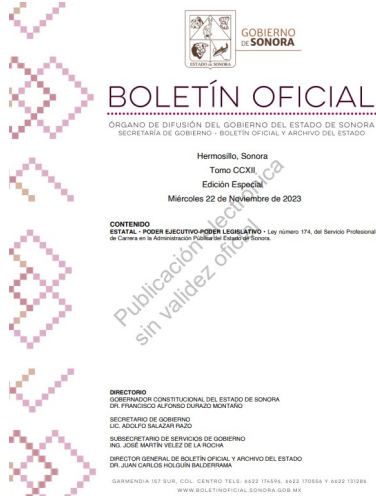 GOBIERNO
DE SONORA
ESTADO DE SONORA
BOLETÍN OFICIAL
ÓRGANO DE DIFUSIÓN DEL GOBIERNO DEL ESTADO DE SONORA
SECRETARÍA DE GOBIERNO - BOLETÍN OFICIAL Y ARCHIVO DEL ESTADO
Hermosillo, Sonora
Tomo CCXII
Edición Especial
Miércoles 22 de Noviembre de 2023
CONTENIDO
ESTATAL - PODER EJECUTIVO-PODER LEGISLATIVO - Ley número 174, del Servicio Profesional
de Carrera en la Administración Pública del Estado de Sonora.
Publicación electrónica
sin validez oficial
DIRECTORIO
GOBERNADOR CONSTITUCIONAL DEL ESTADO DE SONORA
DR. FRANCISCO ALFONSO DURAZO MONTAÑO
SECRETARIO DE GOBIERNO
LIC. ADOLFO SALAZAR RAZO
SUBSECRETARIO DE SERVICIOS DE GOBIERNO
ING. JOSÉ MARTÍN VELEZ DE LA ROCHA
DIRECTOR GENERAL DE BOLETÍN OFICIAL Y ARCHIVO DEL ESTADO
DR. JUAN CARLOS HOLGUÍN BALDERRAMA
GARMENDIA 157 SUR, COL. CENTRO TELS: 6622 174596, 6622 170556 Y 6622 131286
WWW.BOLETINOFICIAL.SONORA.GOB.MX